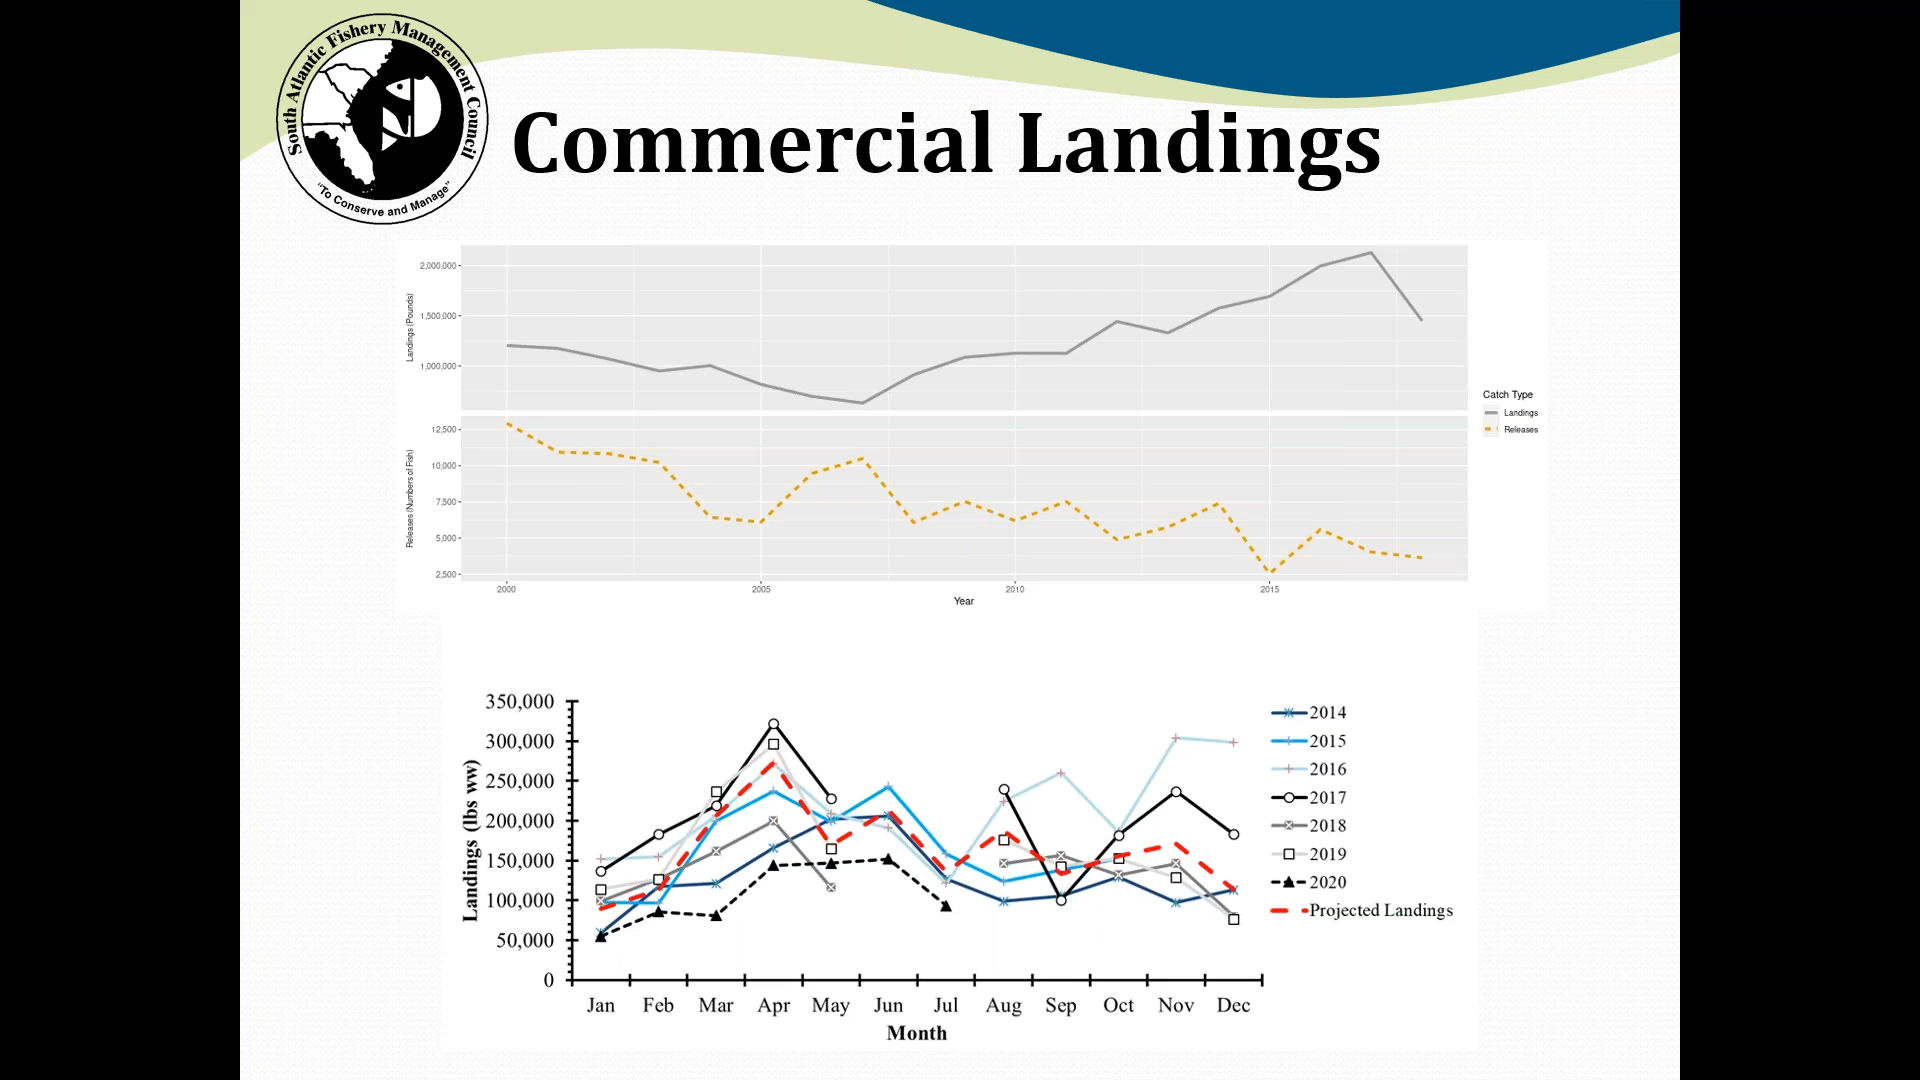 South Atlantic Fishery Management Council
"To Conserve and Manage"
Commercial Landings
Landings (Pounds)
2,000,000
1,500,000
1,000,000
Releases (Numbers of Fish)
12,500
10,000
7,500
5,000
2,500
2000 2005 2010 2015
Year
Catch Type
Landings
Releases
Landings (lbs ww)
350,000
300,000
250,000
200,000
150,000
100,000
50,000
0
Jan Feb Mar Apr May Jun Jul Aug Sep Oct Nov Dec
Month
2014
2015
2016
2017
2018
2019
2020
Projected Landings